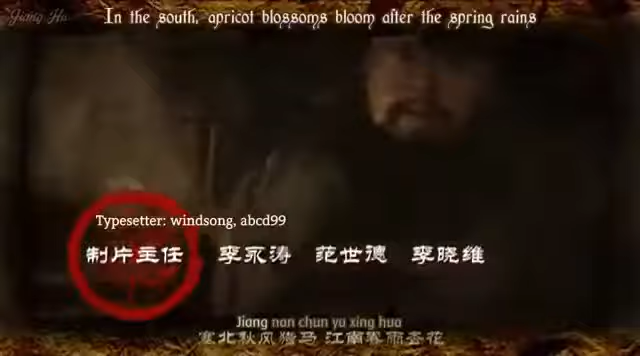 Jiang Hu
In the south, apricot blossoms bloom after the spring rains
Typesetter: windsong, abcd99
制片主任 李永涛 范世德 李晓维
Jiang nan chun yu xing hua
塞北秋风猎马 江南春雨杏花